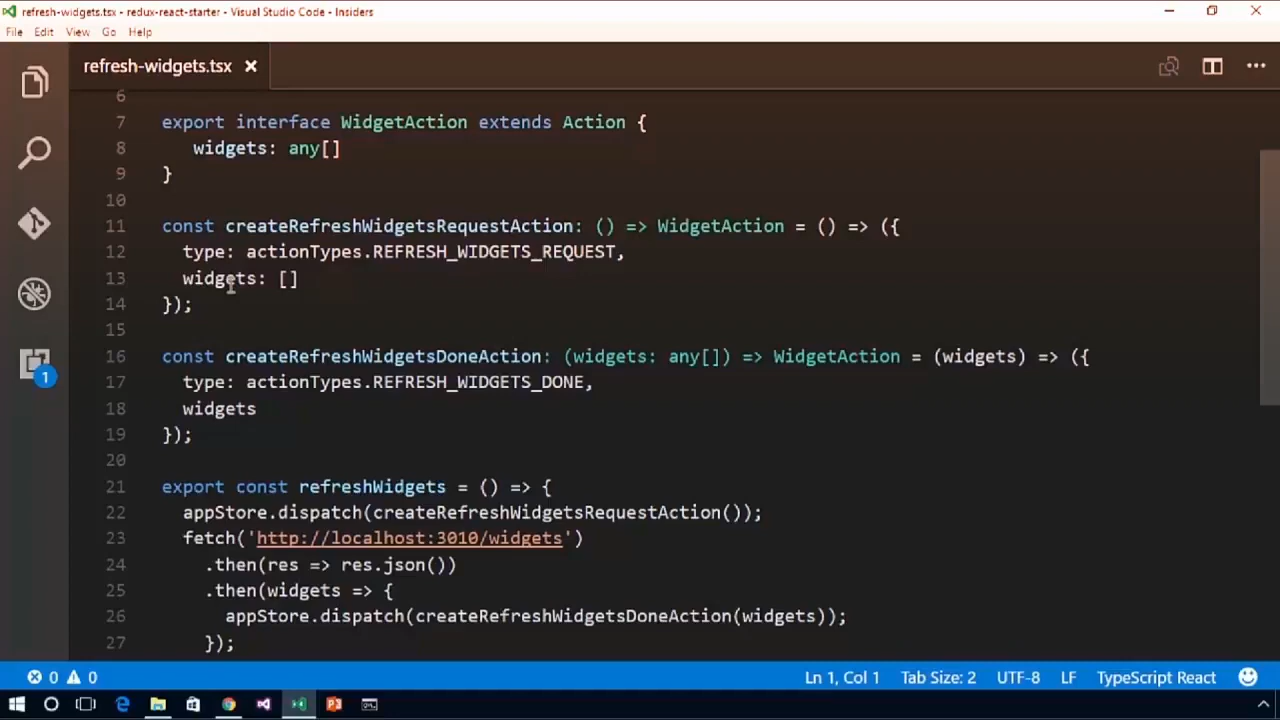 refresh-widgets.tsx - redux-react-starter - Visual Studio Code - Insiders
File Edit View Go Help
refresh-widgets.tsx
6
7 export interface WidgetAction extends Action {
8 widgets: any[]
9 }
10
11 const createRefreshWidgetsRequestAction: () => WidgetAction = () => ({
12 type: actionTypes.REFRESH_WIDGETS_REQUEST,
13 widgets: []
14 });
15
16 const createRefreshWidgetsDoneAction: (widgets: any[]) => WidgetAction = (widgets) => ({
17 type: actionTypes.REFRESH_WIDGETS_DONE,
18 widgets
19 });
20
21 export const refreshWidgets = () => {
22 appStore.dispatch(createRefreshWidgetsRequestAction());
23 fetch('http://localhost:3010/widgets')
24 .then(res => res.json())
25 .then(widgets => {
26 appStore.dispatch(createRefreshWidgetsDoneAction(widgets));
27 });
1
0 0 Ln 1, Col 1 Tab Size: 2 UTF-8 LF TypeScript React